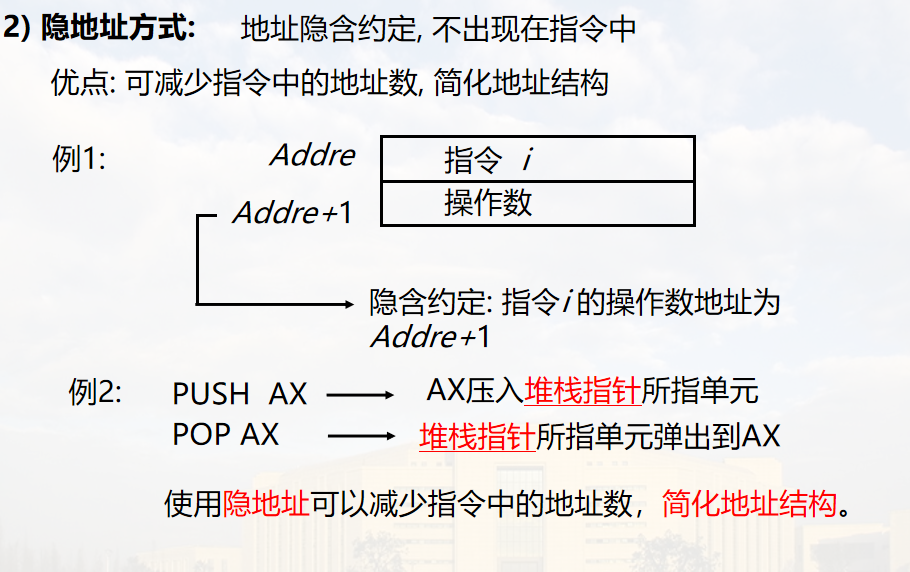 2) 隐地址方式: 地址隐含约定, 不出现在指令中
优点: 可减少指令中的地址数, 简化地址结构
例1: Addre 指令 i
Addre+1 操作数
隐含约定: 指令i的操作数地址为
Addre+1
例2: PUSH AX AX压入堆栈指针所指单元
POP AX 堆栈指针所指单元弹出到AX
使用隐地址可以减少指令中的地址数，简化地址结构。